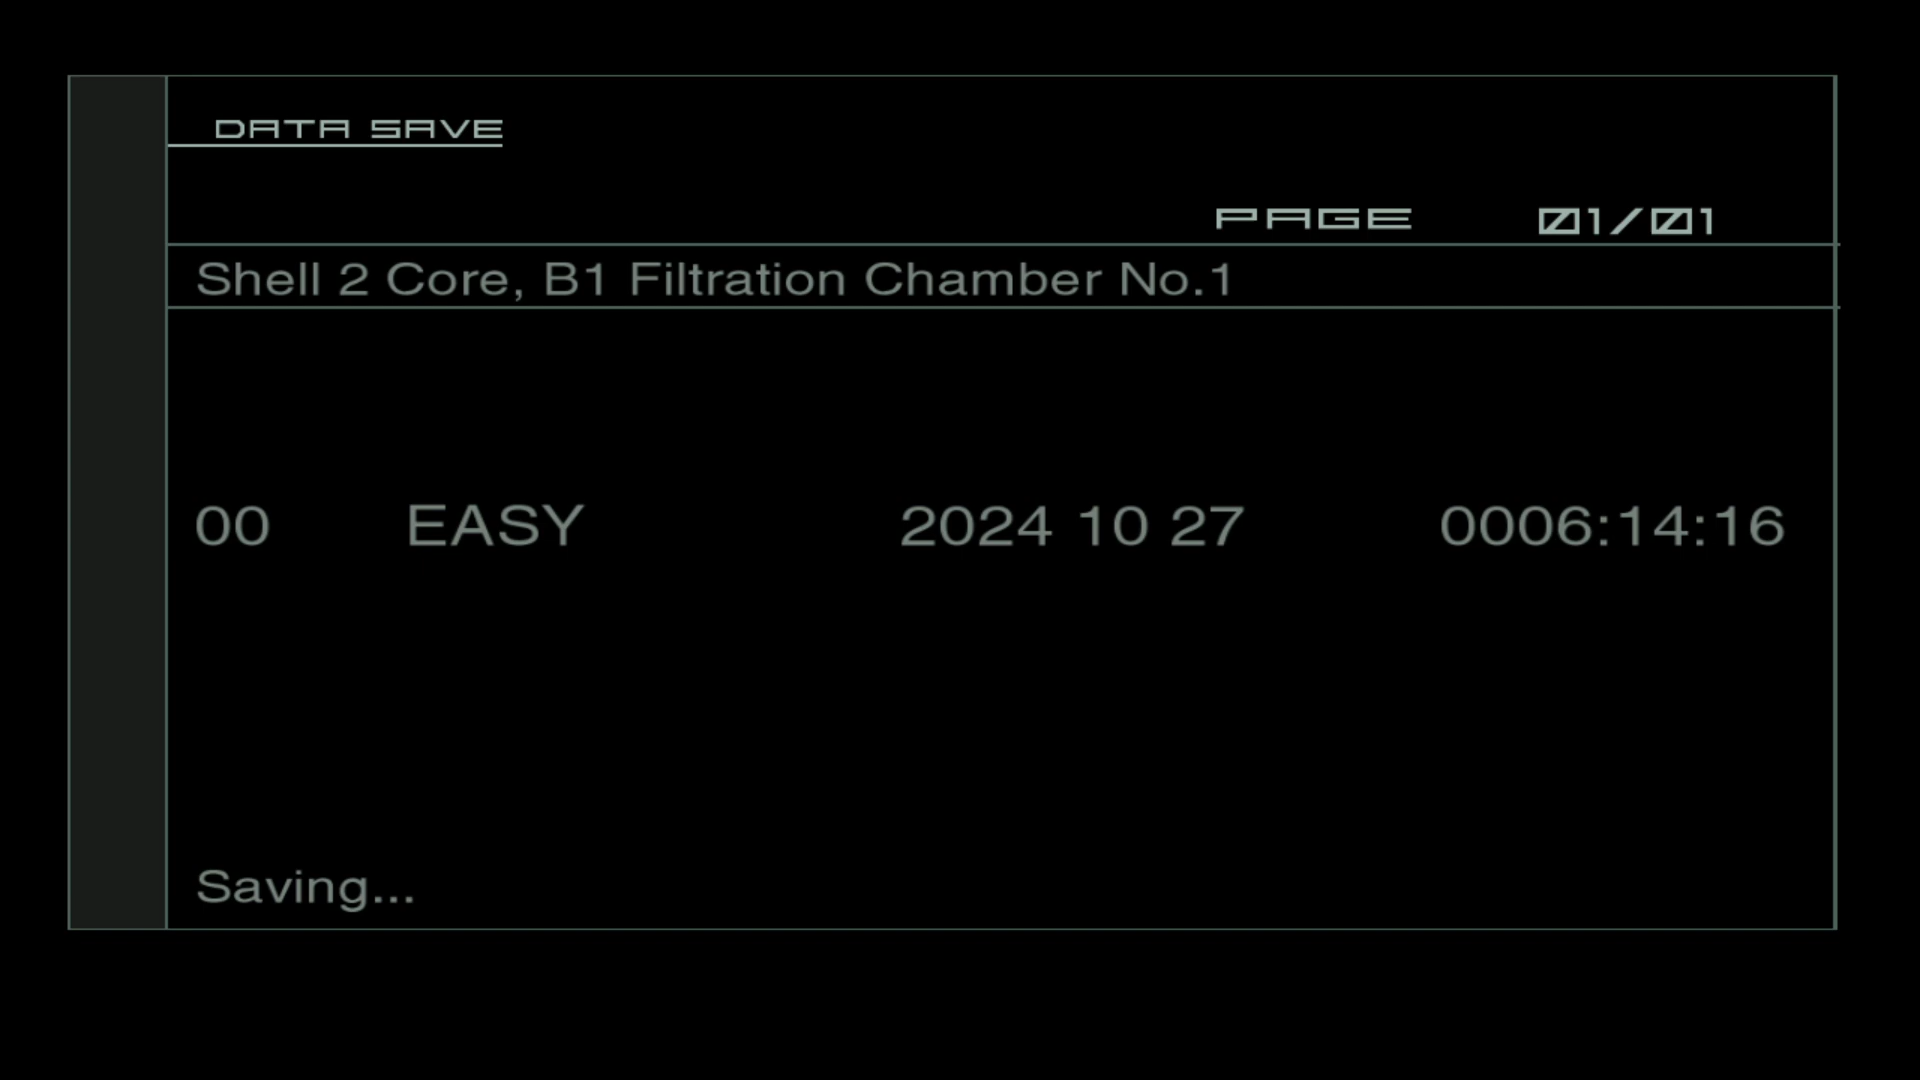 DATA SAVE
PAGE 01/01
Shell 2 Core, B1 Filtration Chamber No.1
00 EASY 2024 10 27 0006:14:16
Saving...